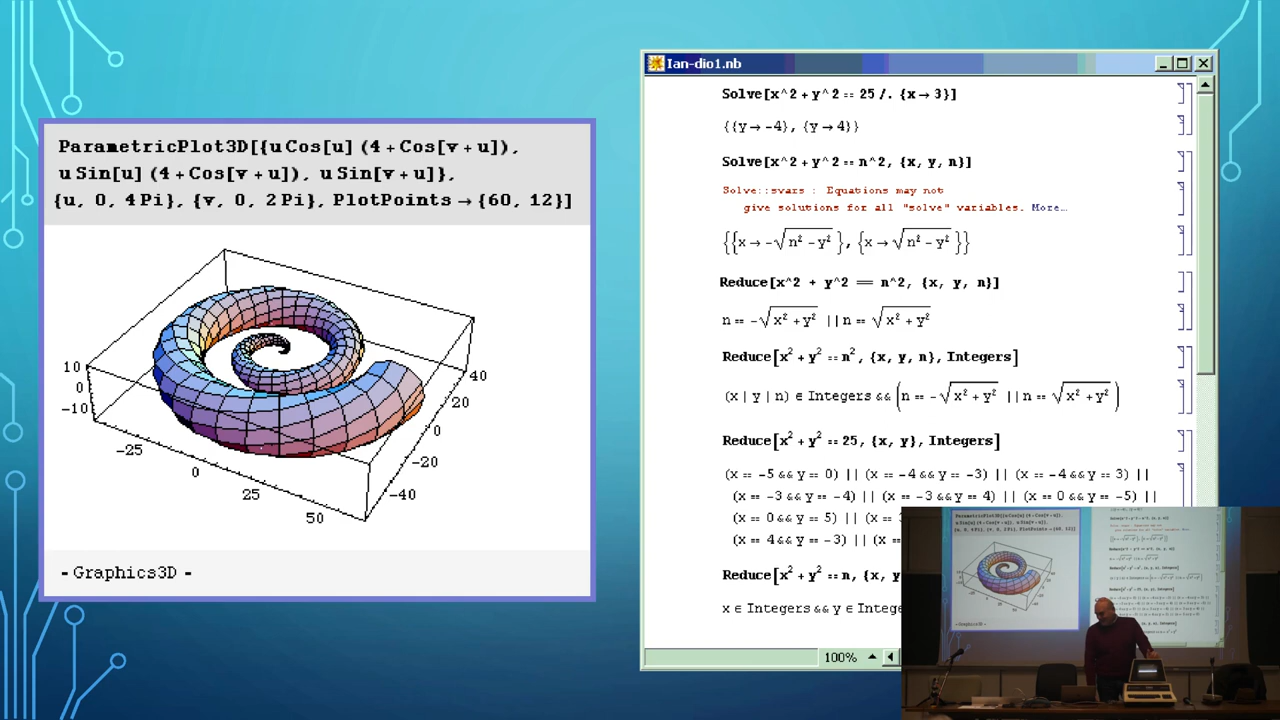 ParametricPlot3D[{u Cos[u] (4 + Cos[v + u]),
u Sin[u] (4 + Cos[v + u]), u Sin[v + u]},
{u, 0, 4 Pi}, {v, 0, 2 Pi}, PlotPoints → {60, 12}]
10
0
-10
-25
0
25
50
40
20
0
-20
-40
- Graphics3D -
Ian-dio1.nb
Solve[x^2 + y^2 == 25 /. {x → 3}]
{{y → -4}, {y → 4}}
Solve[x^2 + y^2 == n^2, {x, y, n}]
Solve::svars : Equations may not
give solutions for all "solve" variables. More…
{{x → -√(n² - y²)}, {x → √(n² - y²)}}
Reduce[x^2 + y^2 == n^2, {x, y, n}]
n == -√(x² + y²) || n == √(x² + y²)
Reduce[x² + y² == n², {x, y, n}, Integers]
(x | y | n) ∈ Integers && (n == -√(x² + y²) || n == √(x² + y²))
Reduce[x² + y² == 25, {x, y}, Integers]
(x == -5 && y == 0) || (x == -4 && y == -3) || (x == -4 && y == 3) ||
(x == -3 && y == -4) || (x == -3 && y == 4) || (x == 0 && y == -5) ||
(x == 0 && y == 5) || (x ==
(x == 4 && y == -3) || (x ==
Reduce[x² + y² == n, {x, y
x ∈ Integers && y ∈
100%